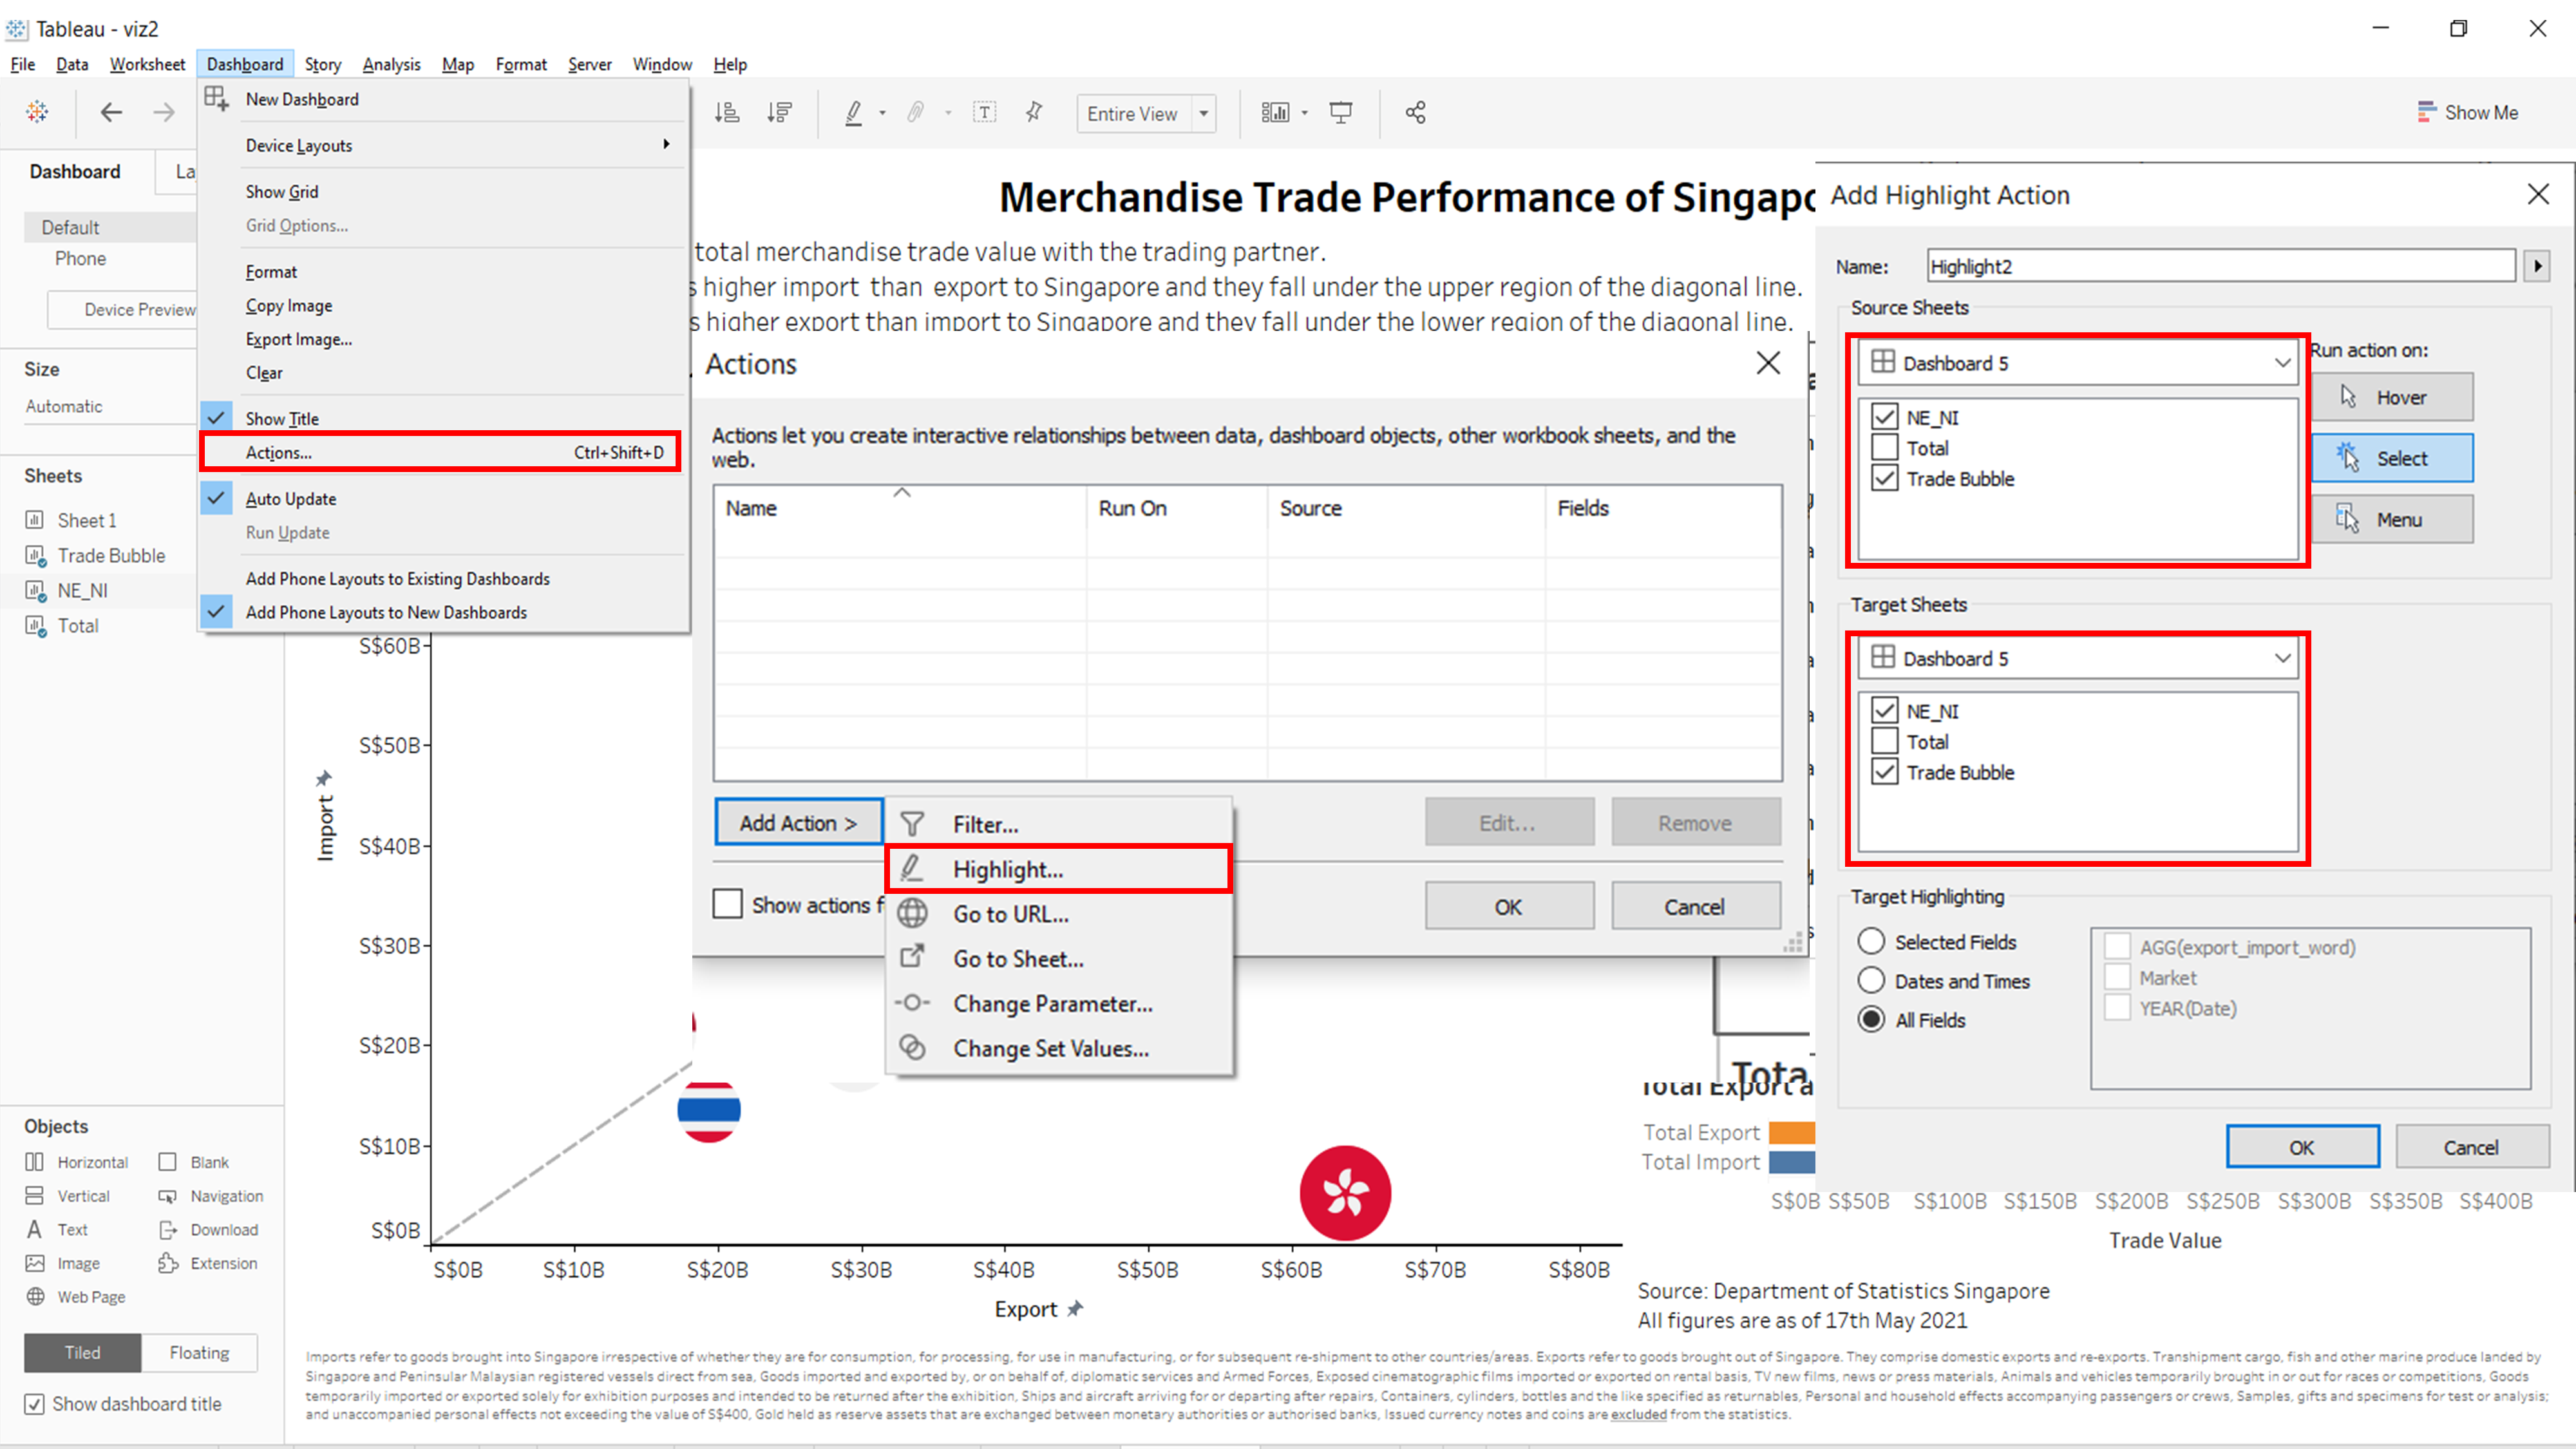 Tableau - viz2
File Data Worksheet Dashboard Story Analysis Map Format Server Window Help
New Dashboard
Device Layouts
Show Grid
Grid Options...
Format
Copy Image
Export Image...
Clear
Show Title
Actions... Ctrl+Shift+D
Auto Update
Run Update
Add Phone Layouts to Existing Dashboards
Add Phone Layouts to New Dashboards
Entire View
Show Me
Dashboard La
Default
Phone
Device Preview
Size
Automatic
Sheets
Sheet 1
Trade Bubble
NE_NI
Total
Objects
Horizontal Blank
Vertical Navigation
Text Download
Image Extension
Web Page
Tiled Floating
Show dashboard title
Merchandise Trade Performance of Singapo
total merchandise trade value with the trading partner.
s higher import than export to Singapore and they fall under the upper region of the diagonal line.
s higher export than import to Singapore and they fall under the lower region of the diagonal line.
Actions
Actions let you create interactive relationships between data, dashboard objects, other workbook sheets, and the
web.
Name Run On Source Fields
Add Action > Edit... Remove
Filter...
Highlight...
Go to URL...
Go to Sheet...
Change Parameter...
Change Set Values...
Show actions f
OK Cancel
Add Highlight Action
Name: Highlight2
Source Sheets
Dashboard 5
NE_NI
Total
Trade Bubble
Run action on:
Hover
Select
Menu
Target Sheets
Dashboard 5
NE_NI
Total
Trade Bubble
Target Highlighting
Selected Fields
Dates and Times
All Fields
AGG(export_import_word)
Market
YEAR(Date)
OK Cancel
Import
S$60B
S$50B
S$40B
S$30B
S$20B
S$10B
S$0B
S$0B S$10B S$20B S$30B S$40B S$50B S$60B S$70B S$80B
Export
Tota
Total Export a
Total Export
Total Import
S$0B S$50B S$100B S$150B S$200B S$250B S$300B S$350B S$400B
Trade Value
Source: Department of Statistics Singapore
All figures are as of 17th May 2021
Imports refer to goods brought into Singapore irrespective of whether they are for consumption, for processing, for use in manufacturing, or for subsequent re-shipment to other countries/areas. Exports refer to goods brought out of Singapore. They comprise domestic exports and re-exports. Transhipment cargo, fish and other marine produce landed by
Singapore and Peninsular Malaysian registered vessels direct from sea, Goods imported and exported by, or on behalf of, diplomatic services and Armed Forces, Exposed cinematographic films imported or exported on rental basis, TV new films, news or press materials, Animals and vehicles temporarily brought in or out for races or competitions, Goods
temporarily imported or exported solely for exhibition purposes and intended to be returned after the exhibition, Ships and aircraft arriving for or departing after repairs, Containers, cylinders, bottles and the like specified as returnables, Personal and household effects accompanying passengers or crews, Samples, gifts and specimens for test or analysis;
and unaccompanied personal effects not exceeding the value of S$400, Gold held as reserve assets that are exchanged between monetary authorities or authorised banks, Issued currency notes and coins are excluded from the statistics.